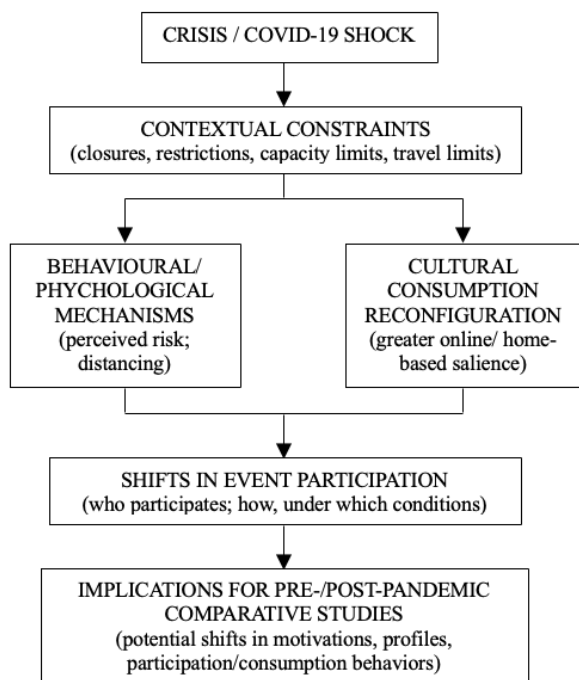 CRISIS / COVID-19 SHOCK
CONTEXTUAL CONSTRAINTS
(closures, restrictions, capacity limits, travel limits)
BEHAVIOURAL/
PHYCHOLOGICAL
MECHANISMS
(perceived risk;
distancing)
CULTURAL
CONSUMPTION
RECONFIGURATION
(greater online/ home-
based salience)
SHIFTS IN EVENT PARTICIPATION
(who participates; how, under which conditions)
IMPLICATIONS FOR PRE-/POST-PANDEMIC
COMPARATIVE STUDIES
(potential shifts in motivations, profiles,
participation/consumption behaviors)